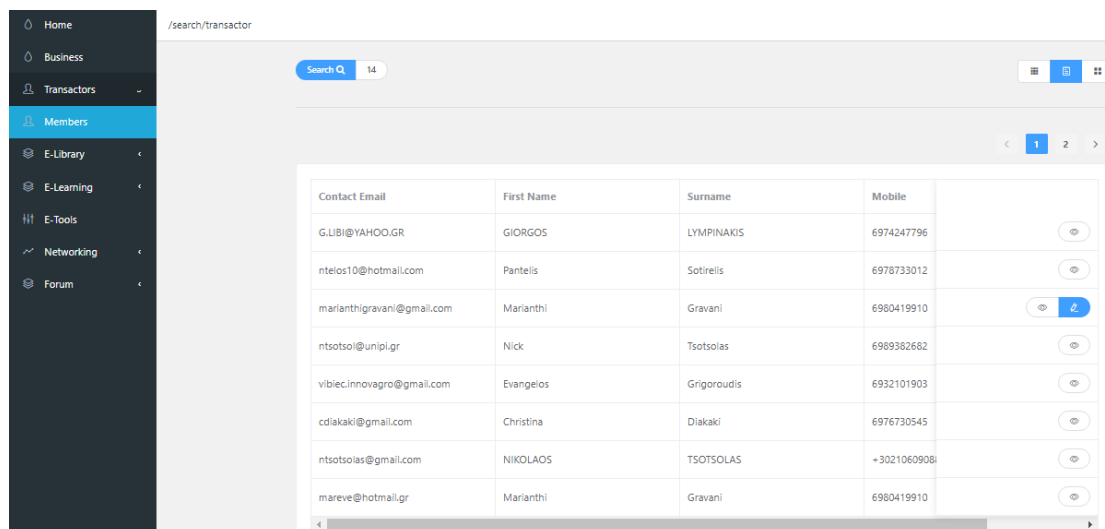 Home
/search/transactor
Business
Search 14
Transactors
Members
E-Library
1 2
E-Learning
Contact Email First Name Surname Mobile
E-Tools
G.LIBI@YAHOO.GR GIORGOS LYMPINAKIS 6974247796
Networking
ntelos10@hotmail.com Pantelis Sotirelis 6978733012
Forum
marianthigravani@gmail.com Marianthi Gravani 6980419910
ntsotsol@unipi.gr Nick Tsotsolas 6989382682
vibiec.innovagro@gmail.com Evangelos Grigoroudis 6932101903
cdiakaki@gmail.com Christina Diakaki 6976730545
ntsotsolas@gmail.com NIKOLAOS TSOTSOLAS
mareve@hotmail.gr Marianthi Gravani 6980419910